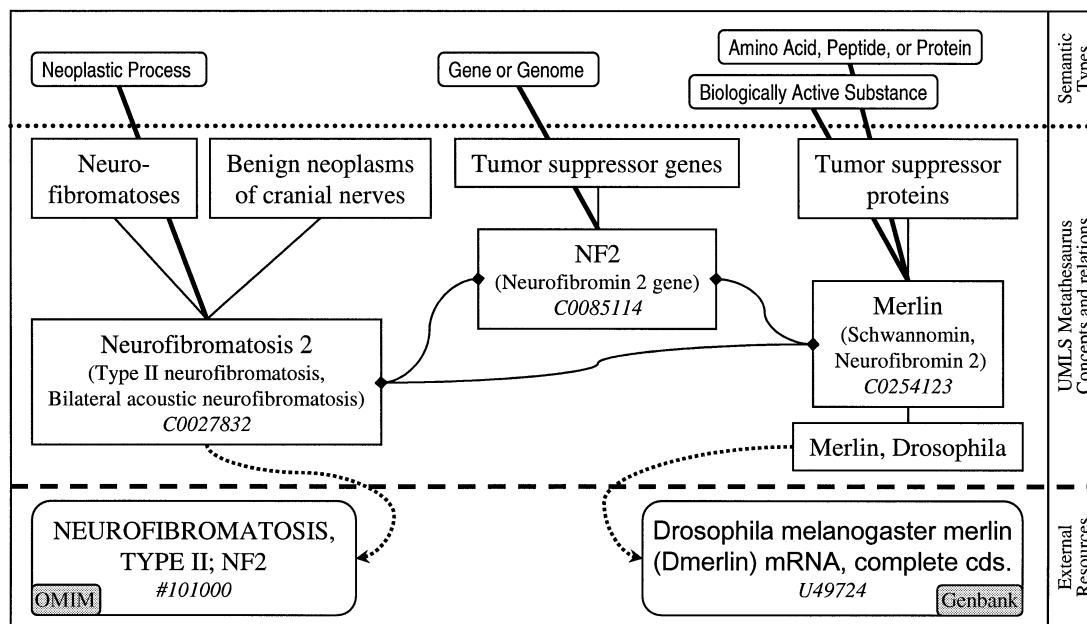 Neoplastic Process
Gene or Genome
Amino Acid, Peptide, or Protein
Biologically Active Substance
Semantic
Types
Neuro-
fibromatoses
Benign neoplasms
of cranial nerves
Tumor suppressor genes
Tumor suppressor
proteins
NF2
(Neurofibromin 2 gene)
C0085114
Neurofibromatosis 2
(Type II neurofibromatosis,
Bilateral acoustic neurofibromatosis)
C0027832
Merlin
(Schwannomin,
Neurofibromin 2)
C0254123
Merlin, Drosophila
UMLS Metathesaurus
Concepts and relations
NEUROFIBROMATOSIS,
TYPE II; NF2
#101000
OMIM
Drosophila melanogaster merlin
(Dmerlin) mRNA, complete cds.
U49724
Genbank
External
Resources